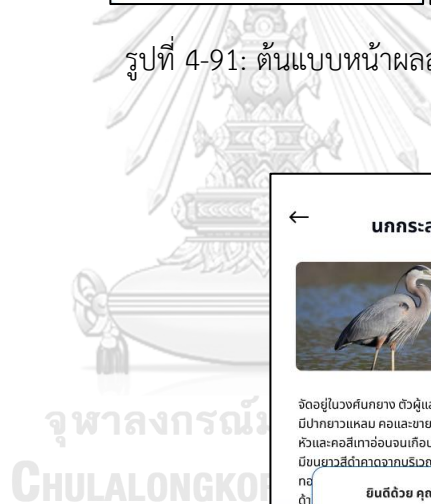 รูปที่ 4-91: ต้นแบบหน้าผล
นกกระส
จัดอยู่ในวงศ์นกยาง ตัวผู้แล
มีปากยาวแหลม คอและขาย
หัวและคอสีเทาอ่อนจนเกือบ
มีขนยาวสีดำคาดจากบริเวณ
ทอ
ด้า
ยินดีด้วย คุณ
จุฬาลงกรณ์ม
CHULALONGKO